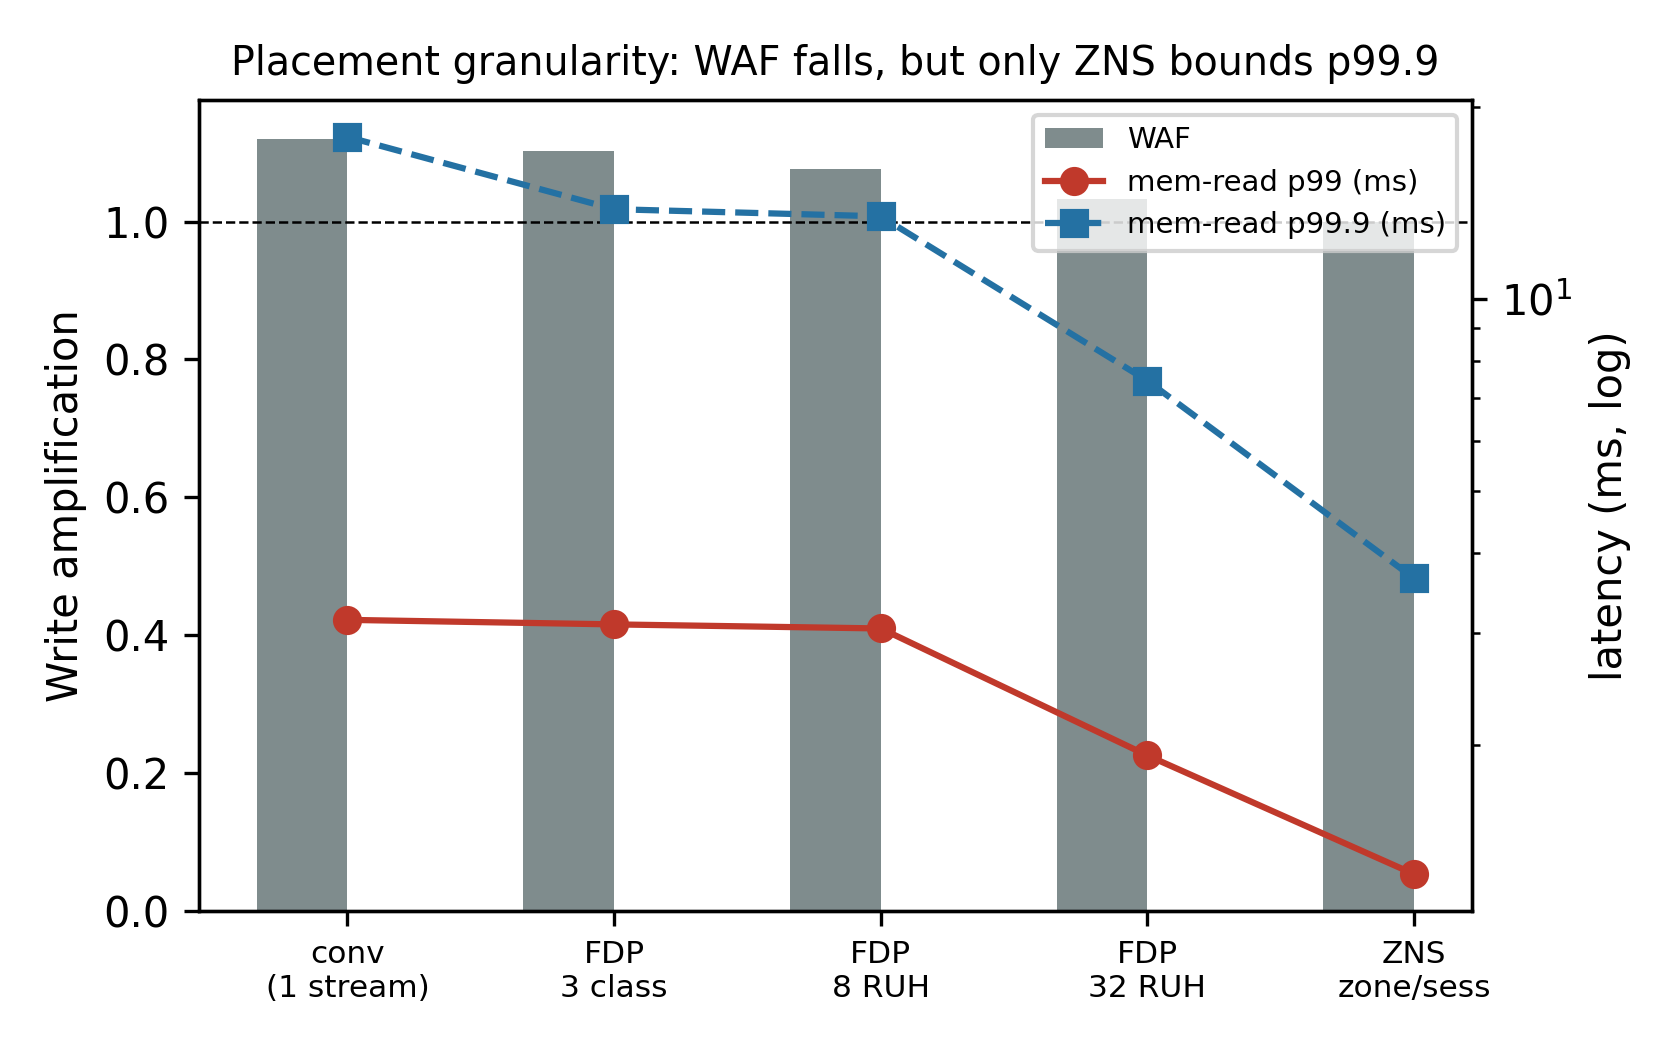 Placement granularity: WAF falls, but only ZNS bounds p99.9
WAF
mem-read p99 (ms)
mem-read p99.9 (ms)
Write amplification
1.0
0.8
0.6
0.4
0.2
0.0
10¹
latency (ms, log)
conv
(1 stream)
FDP
3 class
FDP
8 RUH
FDP
32 RUH
ZNS
zone/sess